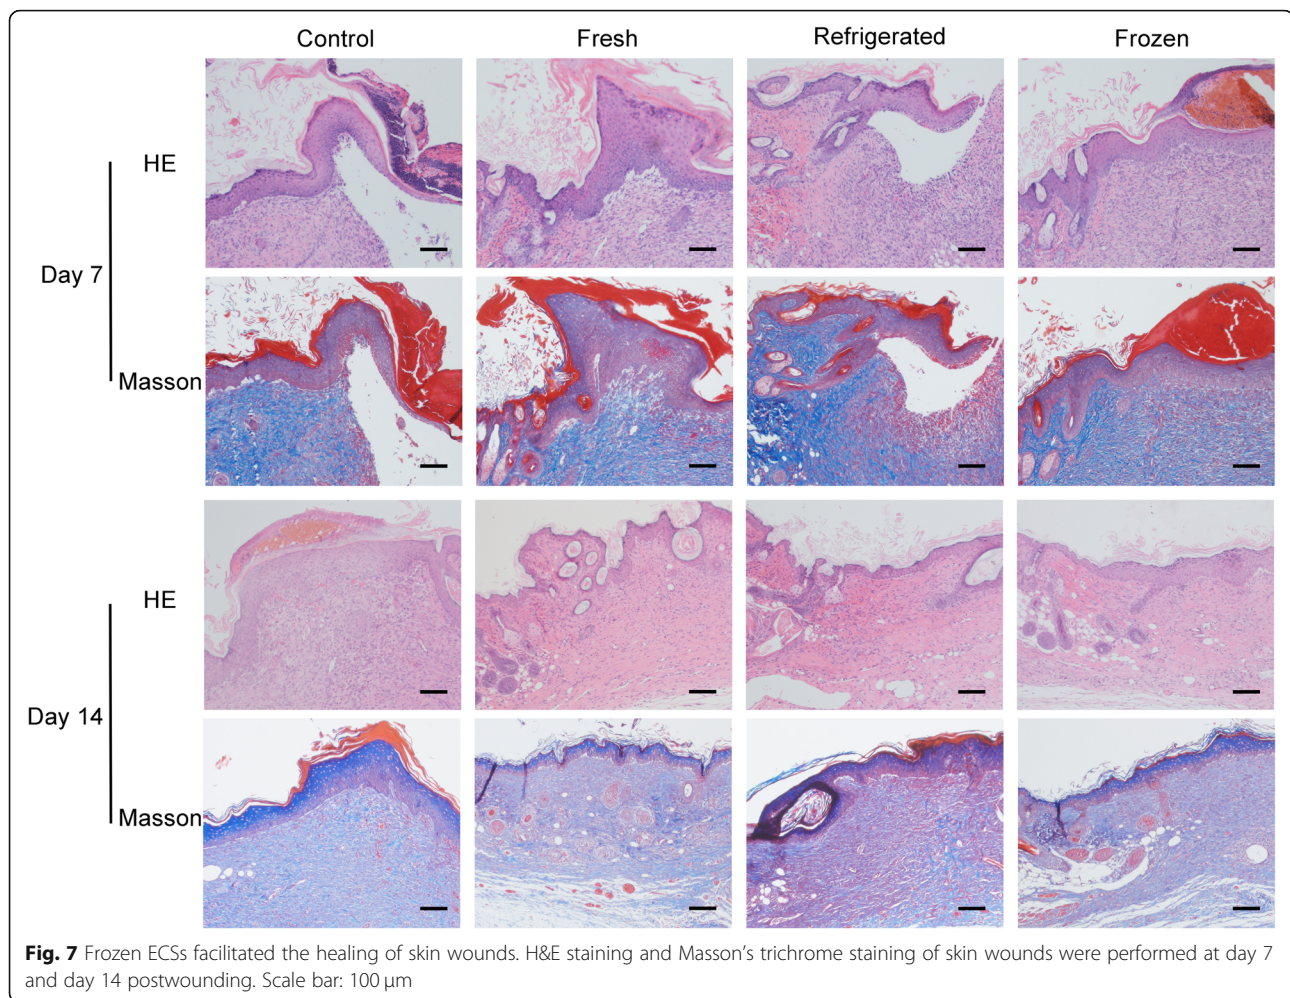 Control Fresh Refrigerated Frozen
HE
Day 7
Masson
HE
Day 14
Masson
Fig. 7 Frozen ECSs facilitated the healing of skin wounds. H&E staining and Masson's trichrome staining of skin wounds were performed at day 7
and day 14 postwounding. Scale bar: 100 μm